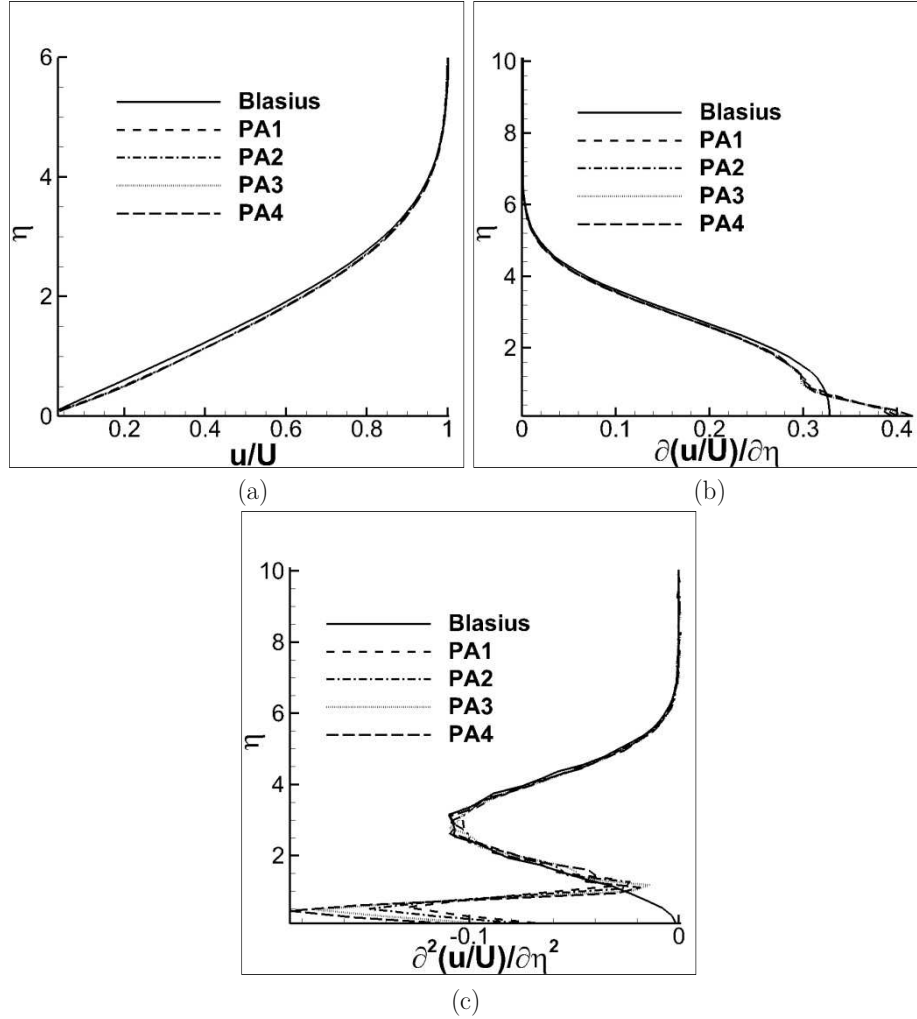 6
4
2
0
η
Blasius
PA1
PA2
PA3
PA4
0.2
0.4
0.6
0.8
1
u/U
(a)
10
8
6
4
2
η
Blasius
PA1
PA2
PA3
PA4
0
0.1
0.2
0.3
0.4
∂(u/U)/∂η
(b)
10
8
6
4
2
η
Blasius
PA1
PA2
PA3
PA4
-0.1
0
∂²(u/U)/∂η²
(c)